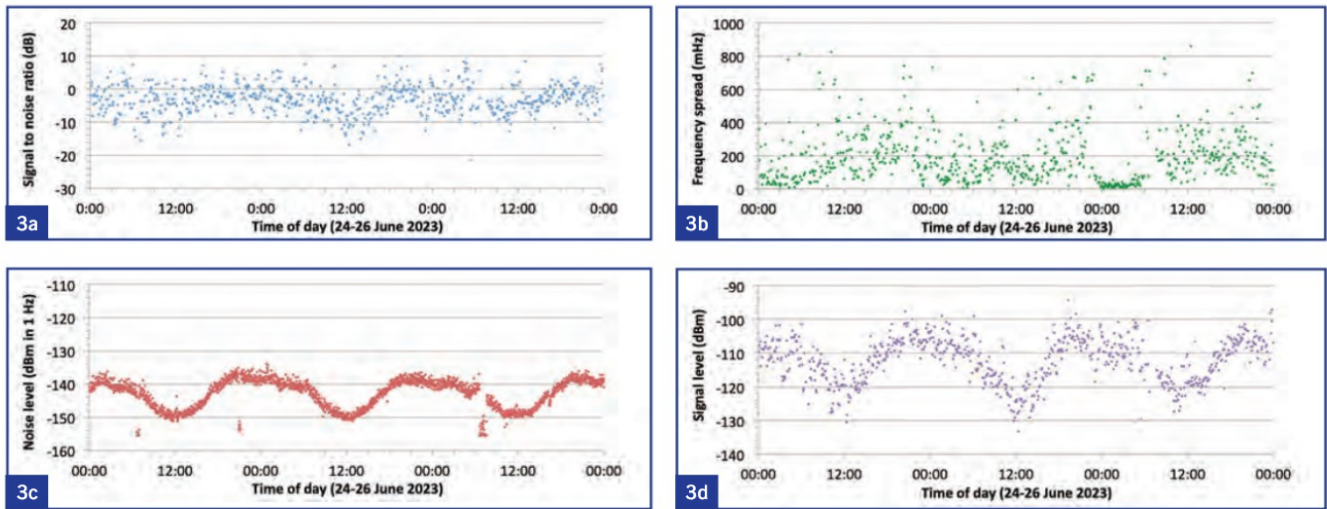 Signal to noise ratio (dB)
20
10
0
-10
-20
-30
0:00 12:00 0:00 12:00 0:00 12:00 0:00
Time of day (24-26 June 2023)
3a
Frequency spread (mHz)
1000
800
600
400
200
0
00:00 12:00 00:00 12:00 00:00 12:00 00:00
Time of day (24-26 June 2023)
3b
Noise level (dBm in 1 Hz)
-110
-120
-130
-140
-150
-160
00:00 12:00 00:00 12:00 00:00 12:00 00:00
Time of day (24-26 June 2023)
3c
Signal level (dBm)
-90
-100
-110
-120
-130
-140
00:00 12:00 00:00 12:00 00:00 12:00 00:00
Time of day (24-26 June 2023)
3d